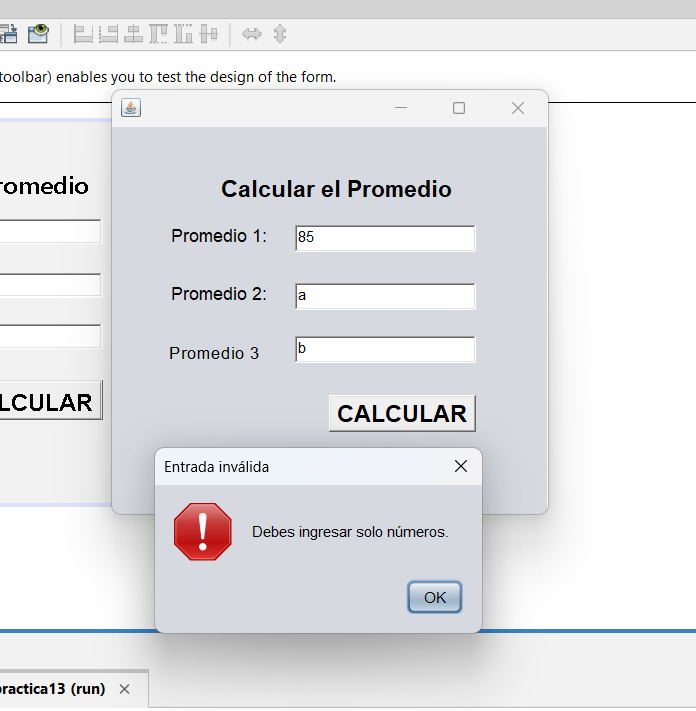 toolbar) enables you to test the design of the form.
romedio
LCULAR
Calcular el Promedio
Promedio 1:
85
Promedio 2:
a
Promedio 3
b
CALCULAR
Entrada inválida
Debes ingresar solo números.
OK
practica13 (run)